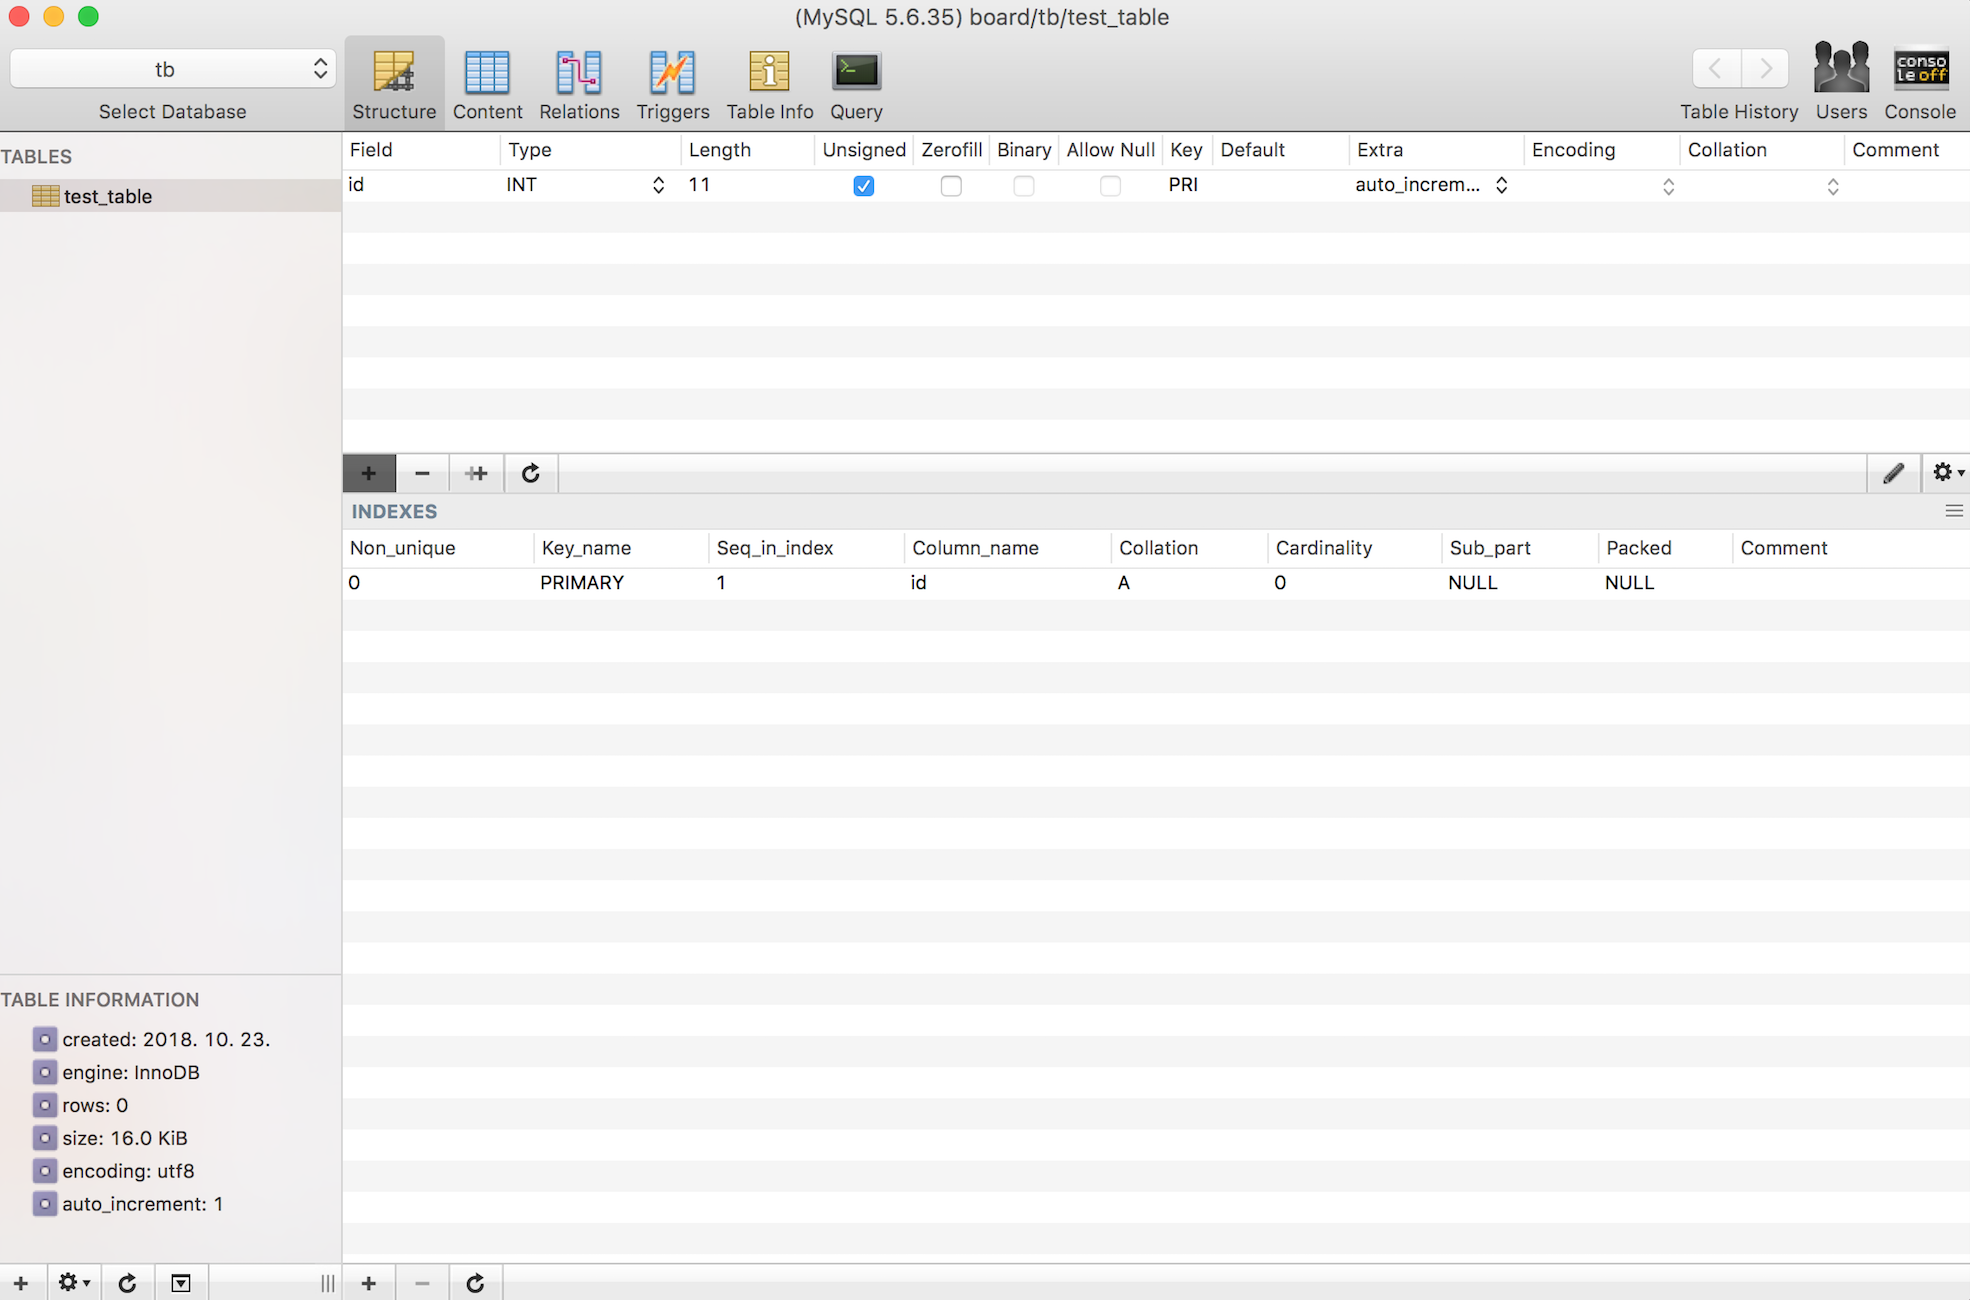 (MySQL 5.6.35) board/tb/test_table
tb
Select Database
Structure Content Relations Triggers Table Info Query
Table History Users Console
conso
le off
TABLES
test_table
Field Type Length Unsigned Zerofill Binary Allow Null Key Default Extra Encoding Collation Comment
id INT 11 PRI auto_increm...
INDEXES
Non_unique Key_name Seq_in_index Column_name Collation Cardinality Sub_part Packed Comment
0 PRIMARY 1 id A 0 NULL NULL
TABLE INFORMATION
created: 2018. 10. 23.
engine: InnoDB
rows: 0
size: 16.0 KiB
encoding: utf8
auto_increment: 1